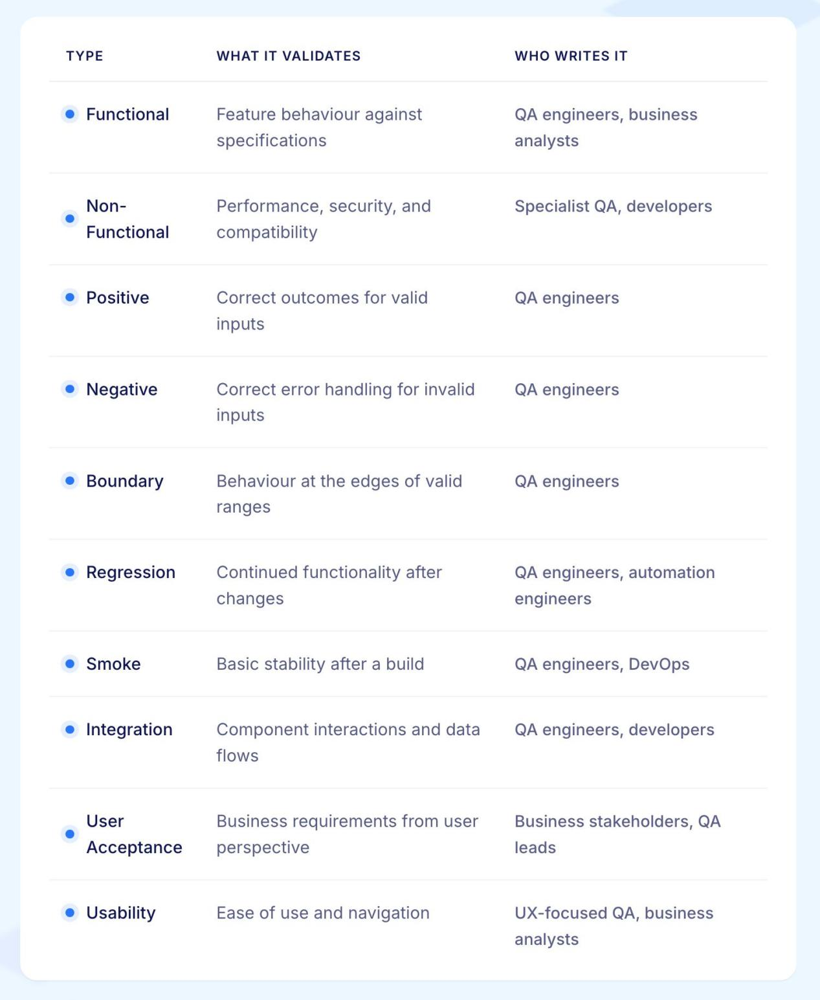 TYPE
WHAT IT VALIDATES
WHO WRITES IT
Functional
Feature behaviour against
specifications
QA engineers, business
analysts
Non-
Functional
Performance, security, and
compatibility
Specialist QA, developers
Positive
Correct outcomes for valid
inputs
QA engineers
Negative
Correct error handling for invalid
inputs
QA engineers
Boundary
Behaviour at the edges of valid
ranges
QA engineers
Regression
Continued functionality after
changes
QA engineers, automation
engineers
Smoke
Basic stability after a build
QA engineers, DevOps
Integration
Component interactions and data
flows
QA engineers, developers
User
Acceptance
Business requirements from user
perspective
Business stakeholders, QA
leads
Usability
Ease of use and navigation
UX-focused QA, business
analysts